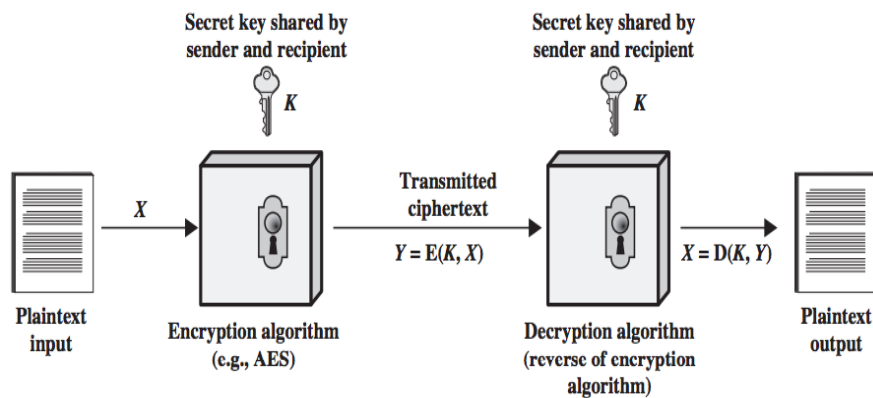 Secret key shared by
sender and recipient
K
Secret key shared by
sender and recipient
K
X
Transmitted
ciphertext
Y = E(K, X)
X = D(K, Y)
Plaintext
input
Encryption algorithm
(e.g., AES)
Decryption algorithm
(reverse of encryption
algorithm)
Plaintext
output